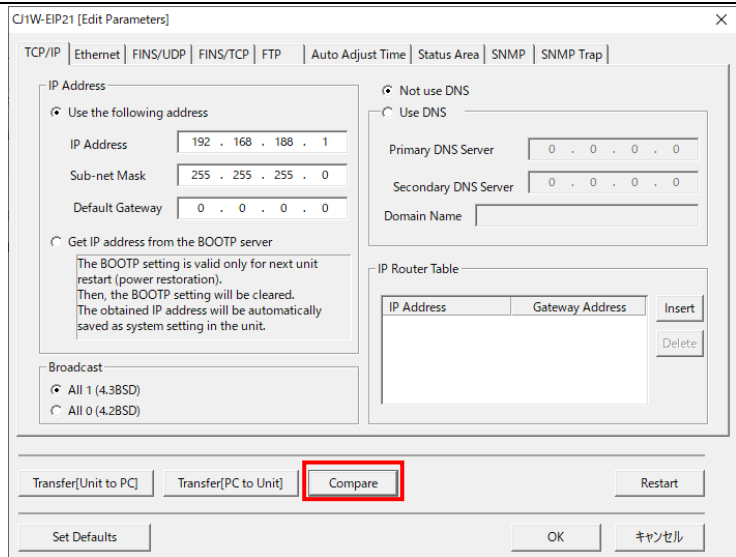 CJ1W-EIP21 [Edit Parameters]
TCP/IP Ethernet FINS/UDP FINS/TCP FTP Auto Adjust Time Status Area SNMP SNMP Trap
IP Address
Use the following address
IP Address 192 . 168 . 188 . 1
Sub-net Mask 255 . 255 . 255 . 0
Default Gateway 0 . 0 . 0 . 0
Get IP address from the BOOTP server
The BOOTP setting is valid only for next unit
restart (power restoration).
Then, the BOOTP setting will be cleared.
The obtained IP address will be automatically
saved as system setting in the unit.
Broadcast
All 1 (4.3BSD)
All 0 (4.2BSD)
Not use DNS
Use DNS
Primary DNS Server 0 . 0 . 0 . 0
Secondary DNS Server 0 . 0 . 0 . 0
Domain Name
IP Router Table
IP Address Gateway Address
Insert
Delete
Transfer[Unit to PC] Transfer[PC to Unit] Compare Restart
Set Defaults OK キャンセル